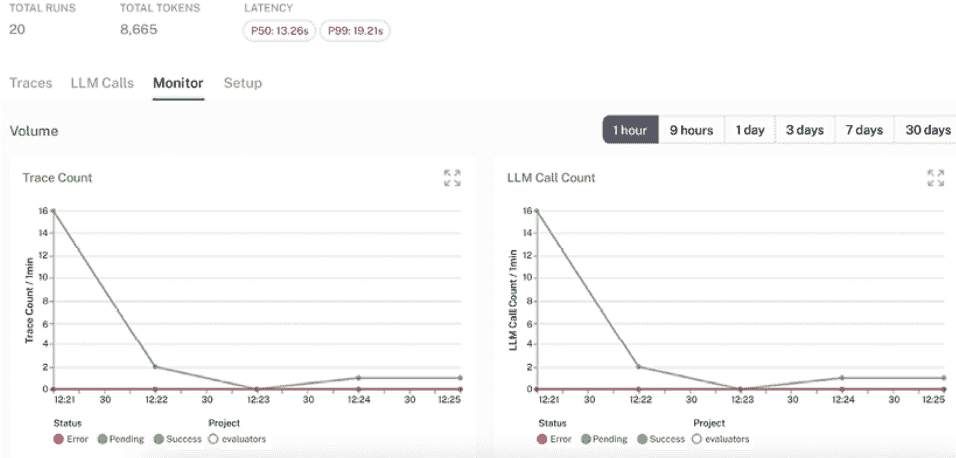 TOTAL RUNS TOTAL TOKENS LATENCY
20 8,665 P50: 13.26s P99: 19.21s
Traces LLM Calls Monitor Setup
Volume 1 hour 9 hours 1 day 3 days 7 days 30 days
Trace Count
Trace Count / 1min
16
14
12
10
8
6
4
2
0
12:21 30 12:22 30 12:23 30 12:24 30 12:25
Status Project
Error Pending Success evaluators
LLM Call Count
LLM Call Count / 1min
16
14
12
10
8
6
4
2
0
12:21 30 12:22 30 12:23 30 12:24 30 12:25
Status Project
Error Pending Success evaluators